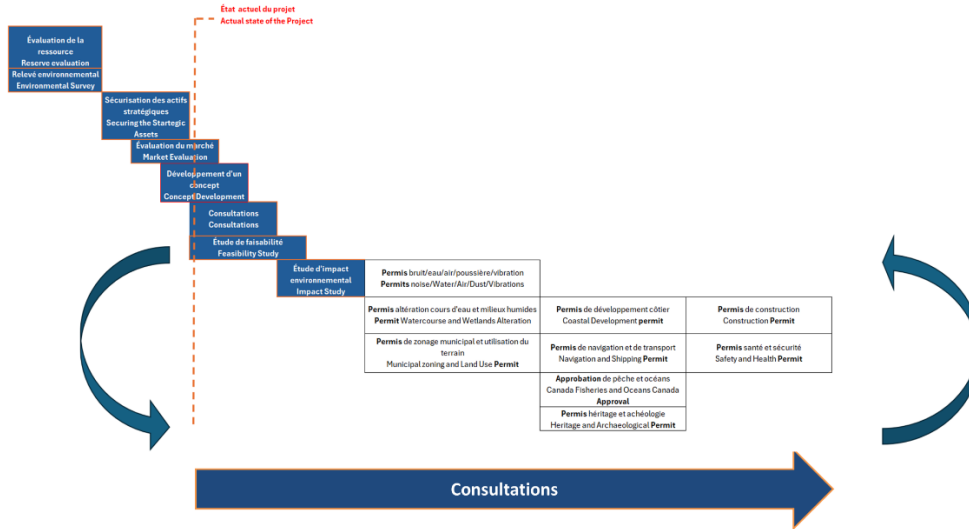 État actuel du projet
Actual state of the Project
Évaluation de la
ressource
Reserve evaluation
Relevé environnemental
Environmental Survey
Sécurisation des actifs
stratégiques
Securing the Startegic
Assets
Évaluation du marché
Market Evaluation
Développement d'un
concept
Concept Development
Consultations
Consultations
Étude de faisabilité
Feasibility Study
Étude d'impact
environnemental
Impact Study
Permis bruit/eau/air/poussière/vibration
Permits noise/Water/Air/Dust/Vibrations
Permis altération cours d'eau et milieux humides
Permit Watercourse and Wetlands Alteration
Permis de développement côtier
Coastal Development permit
Permis de construction
Construction Permit
Permis de zonage municipal et utilisation du
terrain
Municipal zoning and Land Use Permit
Permis de navigation et de transport
Navigation and Shipping Permit
Permis santé et sécurité
Safety and Health Permit
Approbation de pêche et océans
Canada Fisheries and Oceans Canada
Approval
Permis héritage et achéologie
Heritage and Archaeological Permit
Consultations